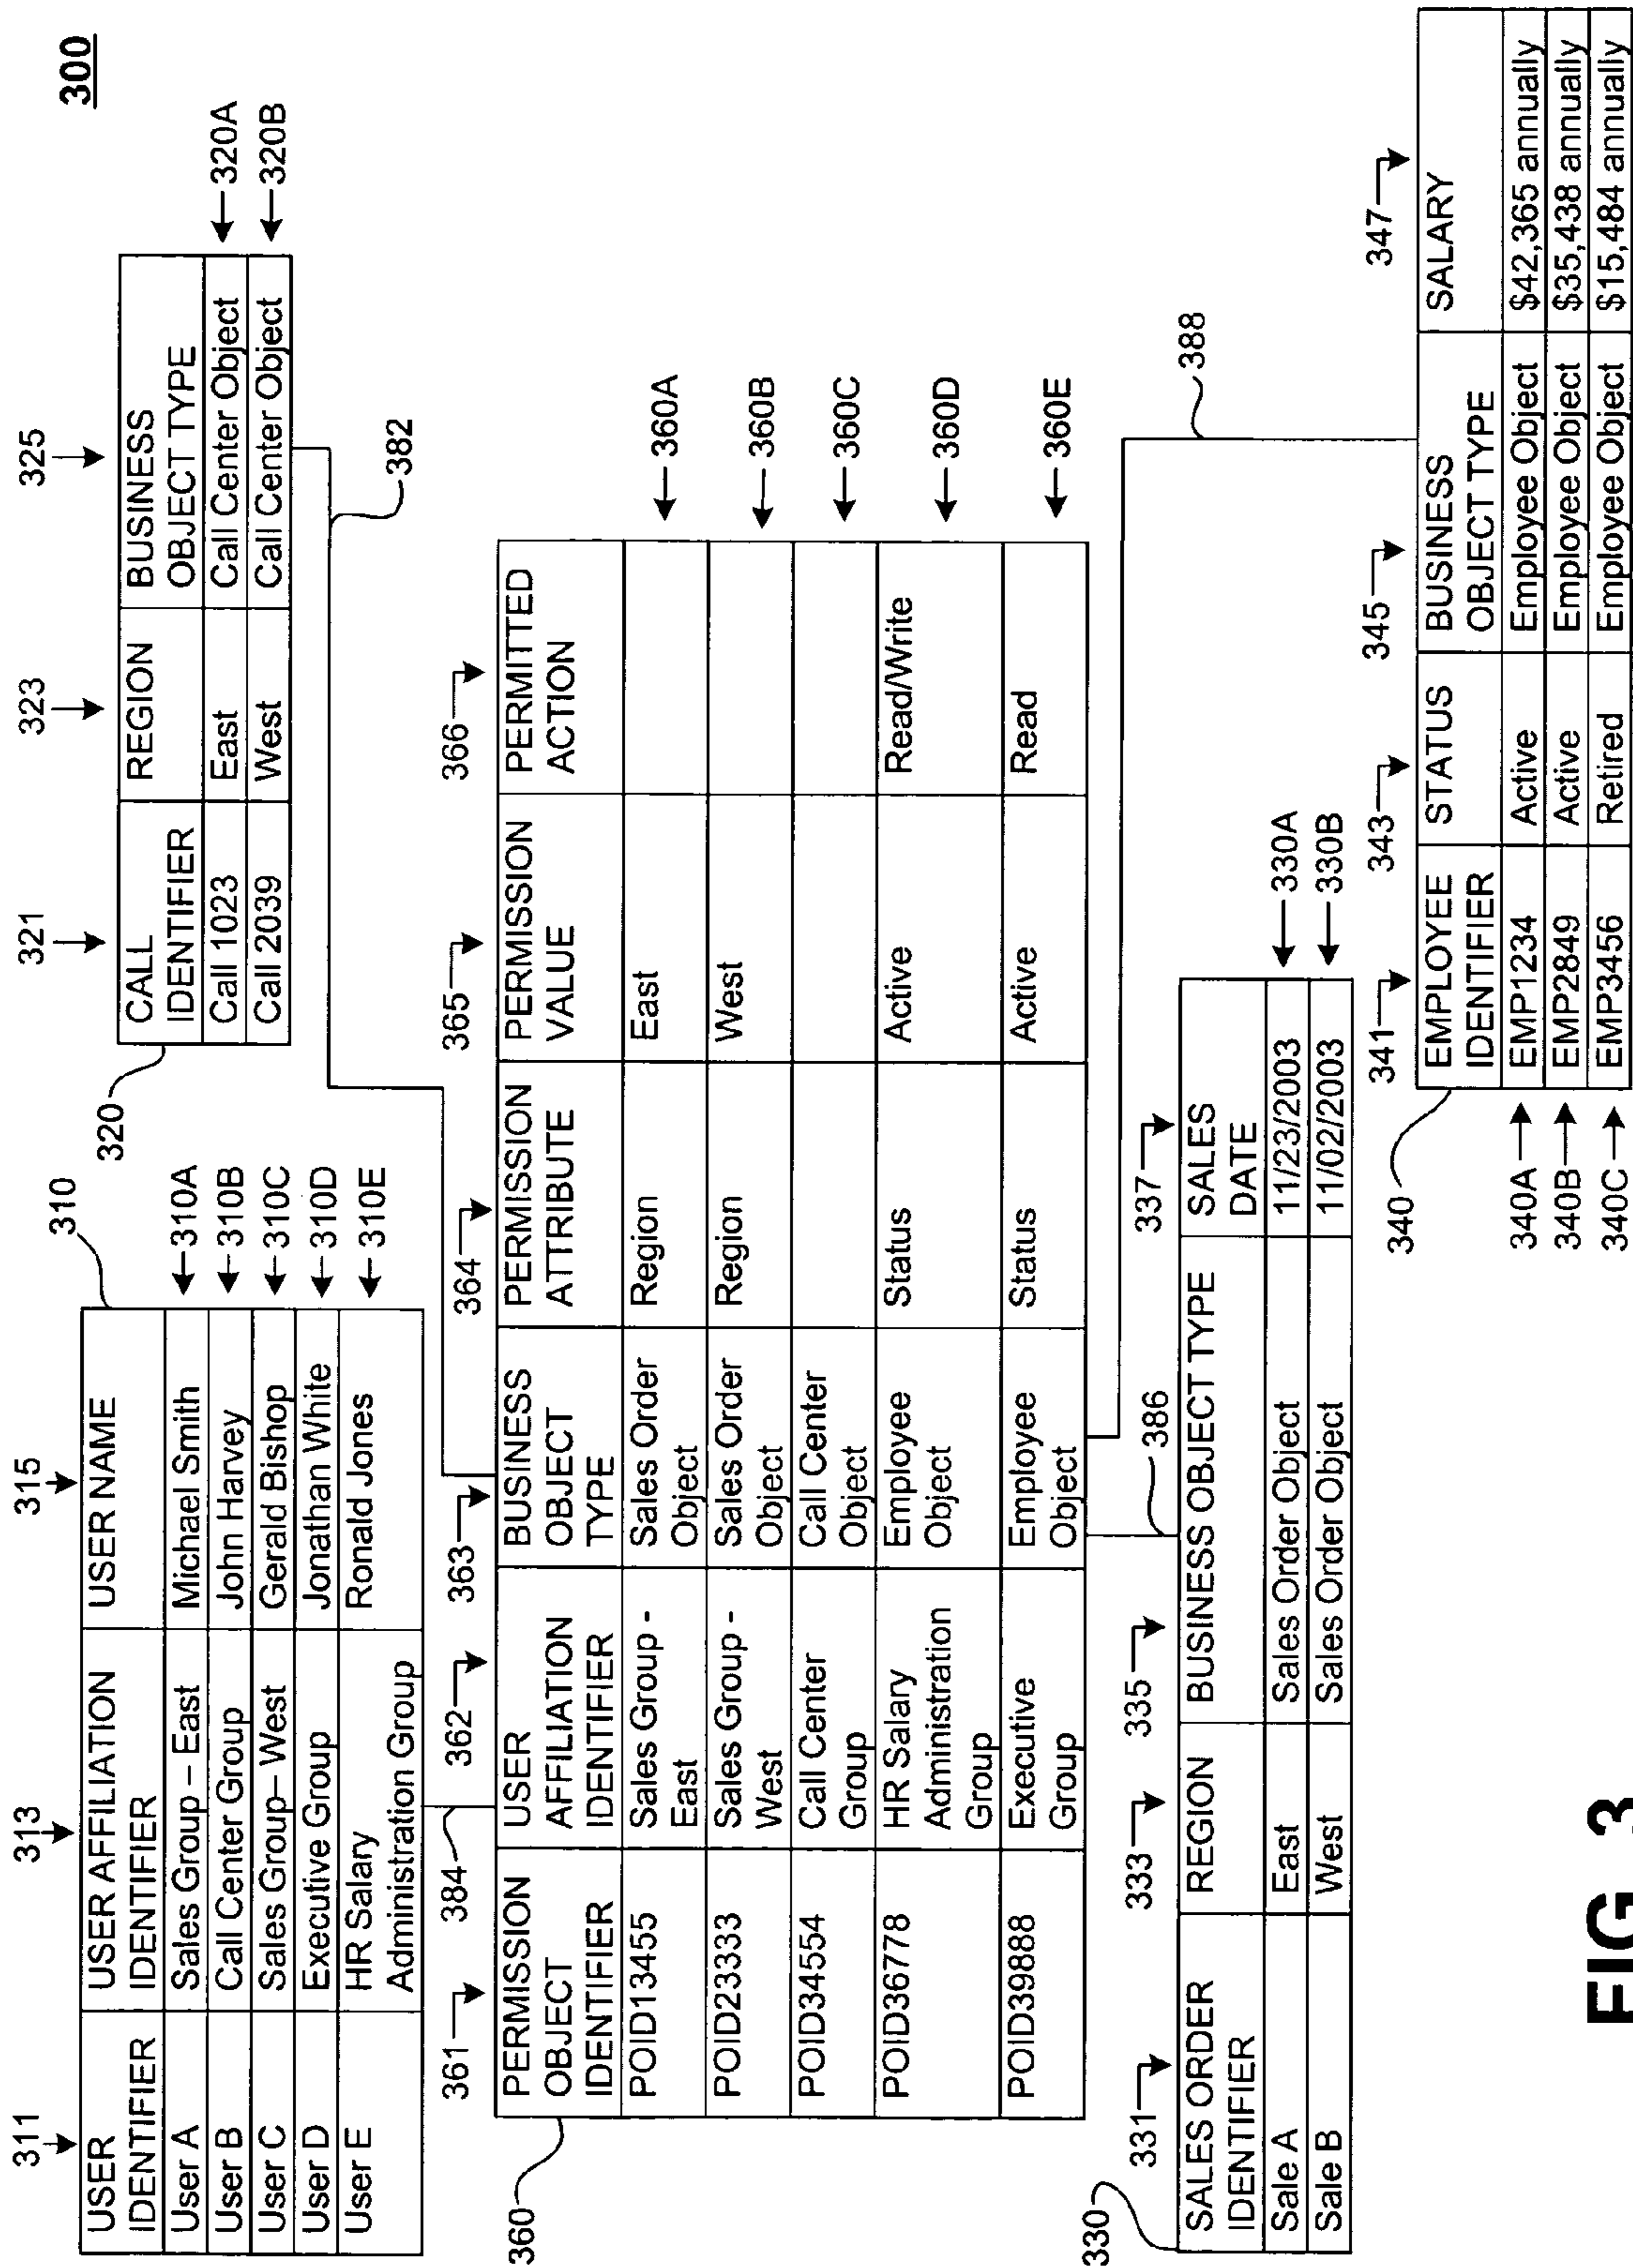 300
311
313
315
USER IDENTIFIER
USER AFFILIATION IDENTIFIER
USER NAME
310
User A
Sales Group – East
Michael Smith
310A
User B
Call Center Group
John Harvey
310B
User C
Sales Group– West
Gerald Bishop
310C
User D
Executive Group
Jonathan White
310D
User E
HR Salary Administration Group
Ronald Jones
310E
321
323
325
320
CALL IDENTIFIER
REGION
BUSINESS OBJECT TYPE
Call 1023
East
Call Center Object
320A
Call 2039
West
Call Center Object
320B
382
384
361
362
363
364
365
366
360
PERMISSION OBJECT IDENTIFIER
USER AFFILIATION IDENTIFIER
BUSINESS OBJECT TYPE
PERMISSION ATTRIBUTE
PERMISSION VALUE
PERMITTED ACTION
POID13455
Sales Group - East
Sales Order Object
Region
East
360A
POID23333
Sales Group - West
Sales Order Object
Region
West
360B
POID34554
Call Center Group
Call Center Object
360C
POID36778
HR Salary Administration Group
Employee Object
Status
Active
Read/Write
360D
POID39888
Executive Group
Employee Object
Status
Active
Read
360E
386
388
331
333
335
337
330
SALES ORDER IDENTIFIER
REGION
BUSINESS OBJECT TYPE
SALES DATE
Sale A
East
Sales Order Object
11/23/2003
330A
Sale B
West
Sales Order Object
11/02/2003
330B
341
343
345
347
340
EMPLOYEE IDENTIFIER
STATUS
BUSINESS OBJECT TYPE
SALARY
340A
EMP1234
Active
Employee Object
$42,365 annually
340B
EMP2849
Active
Employee Object
$35,438 annually
340C
EMP3456
Retired
Employee Object
$15,484 annually
FIG. 3